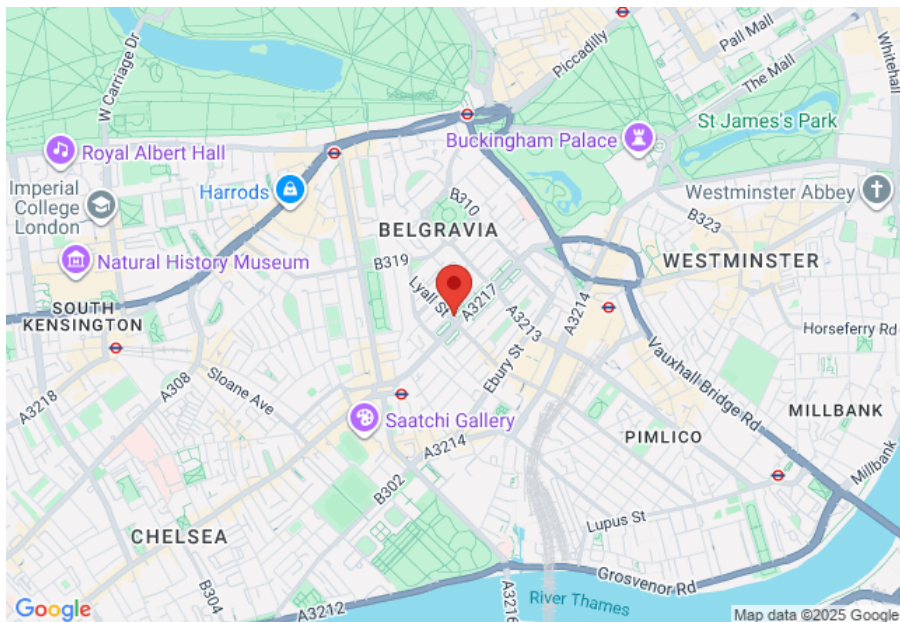 W Carriage Dr
Pall Mall
Piccadilly
The Mall
Whitehall
St James's Park
Buckingham Palace
Royal Albert Hall
Harrods
Imperial
College
London
Westminster Abbey
B310
B323
BELGRAVIA
Natural History Museum
B319
WESTMINSTER
Lyall St
A3217
SOUTH
KENSINGTON
A3213
A3214
Horseferry Rd
Ebury St
Vauxhall Bridge Rd
A308
Sloane Ave
A3218
MILLBANK
Saatchi Gallery
PIMLICO
A3214
Millbank
B302
Lupus St
CHELSEA
Grosvenor Rd
B304
A3212
A3216
River Thames
Google
Map data ©2025 Google